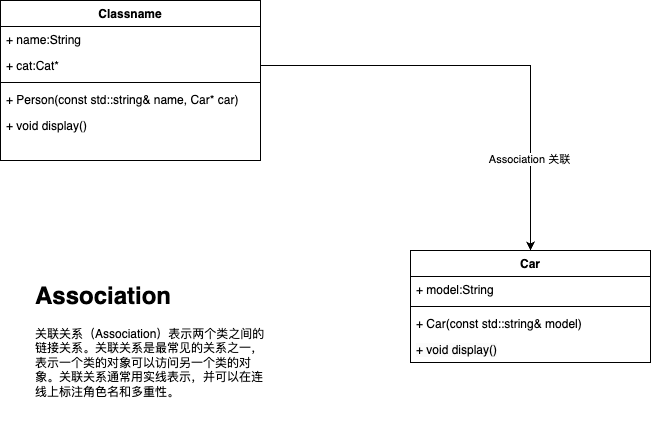 Classname
+ name:String
+ cat:Cat*
+ Person(const std::string& name, Car* car)
+ void display()
Association 关联
Car
+ model:String
+ Car(const std::string& model)
+ void display()
Association
关联关系（Association）表示两个类之间的
链接关系。关联关系是最常见的关系之一，
表示一个类的对象可以访问另一个类的对
象。关联关系通常用实线表示，并可以在连
线上标注角色名和多重性。